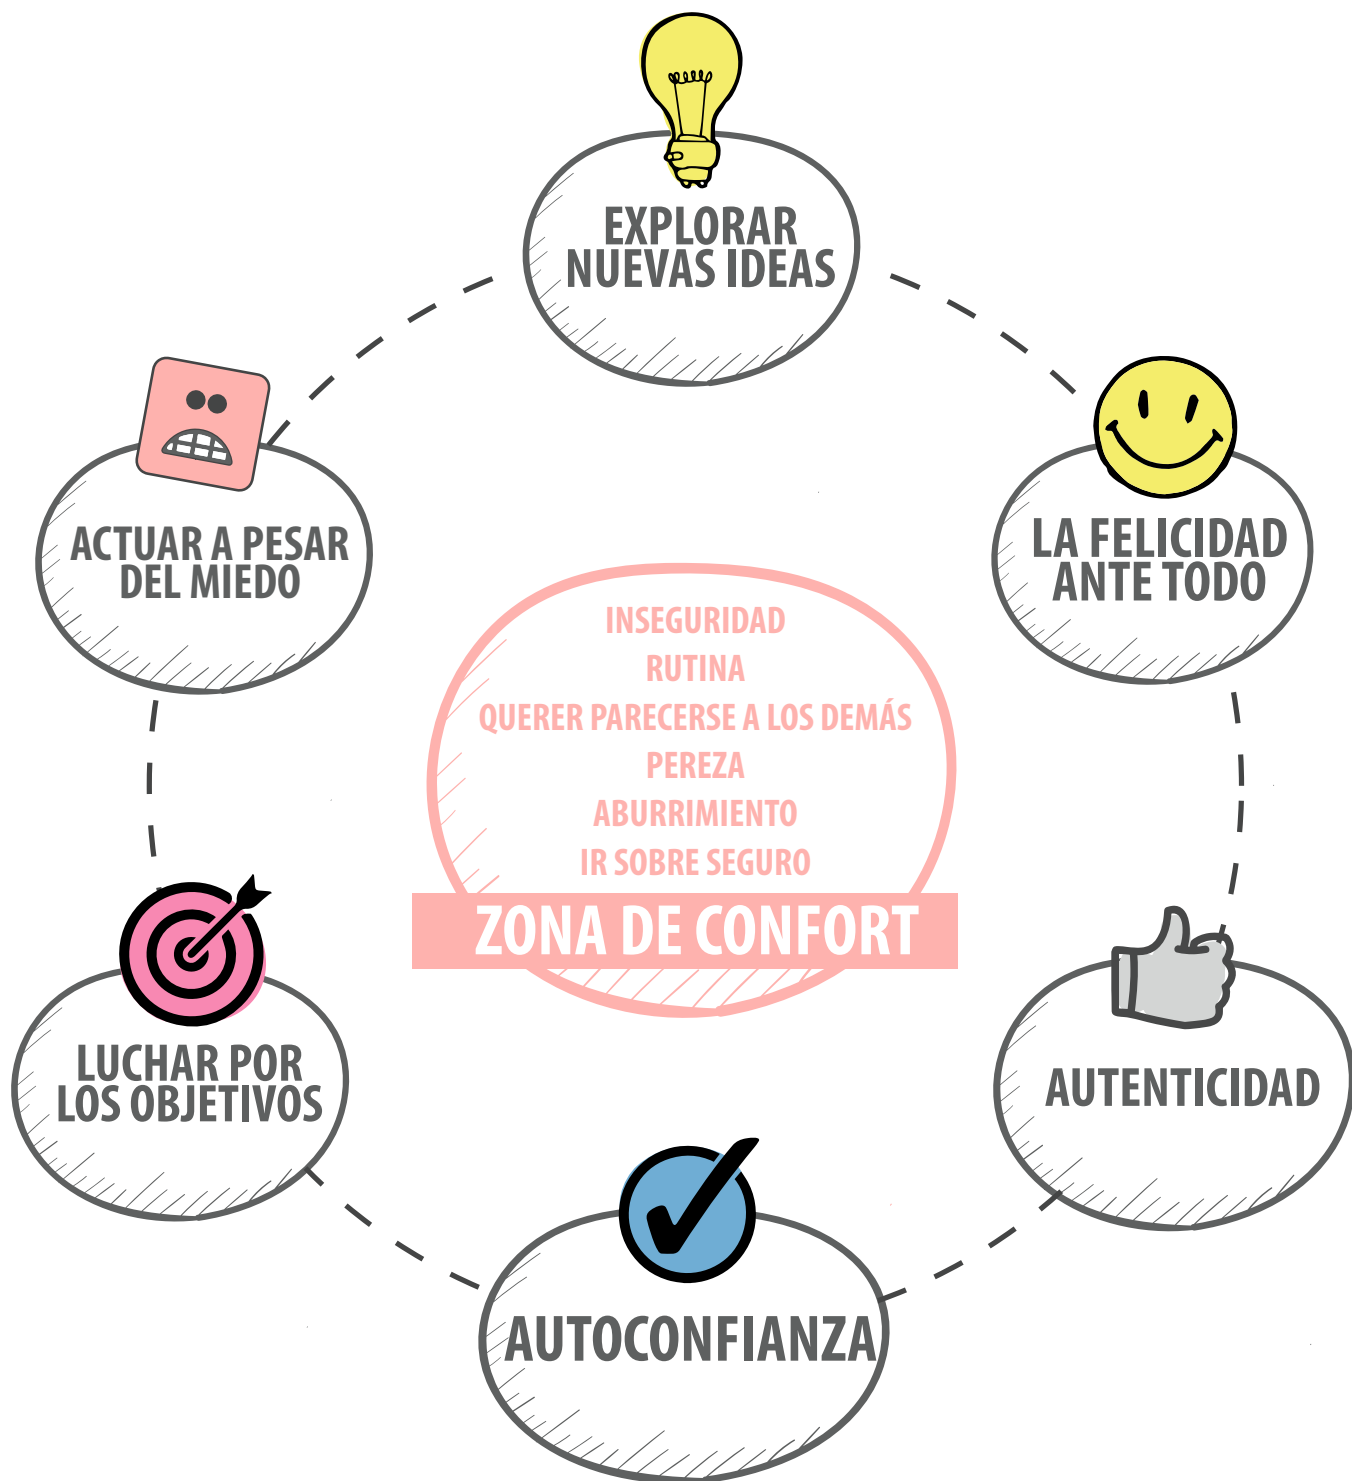 EXPLORAR
NUEVAS IDEAS
ACTUAR A PESAR
DEL MIEDO
LA FELICIDAD
ANTE TODO
INSEGURIDAD
RUTINA
QUERER PARECERSE A LOS DEMÁS
PEREZA
ABURRIMIENTO
IR SOBRE SEGURO
ZONA DE CONFORT
LUCHAR POR
LOS OBJETIVOS
AUTENTICIDAD
AUTOCONFIANZA